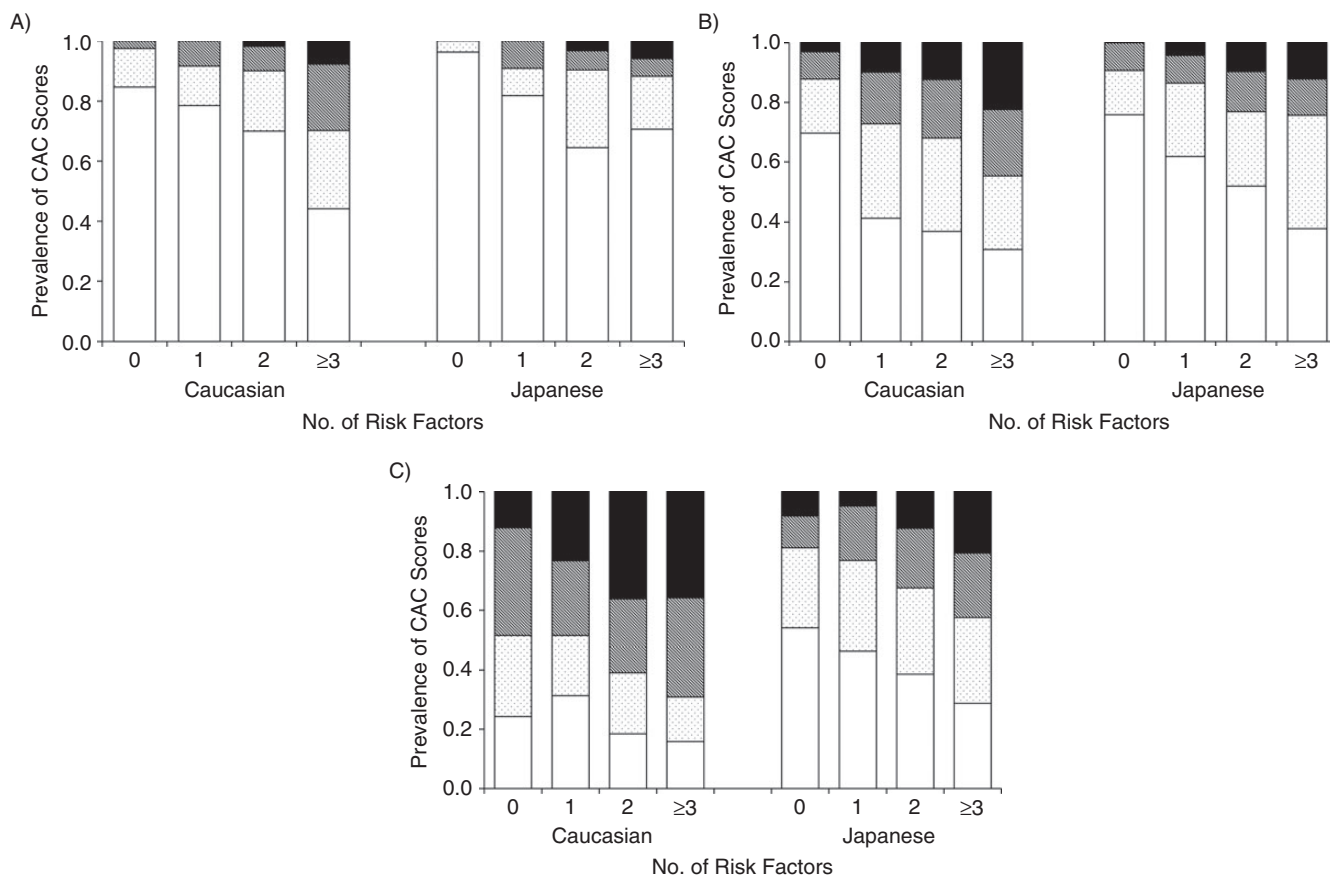 A)
Prevalence of CAC Scores
1.0
0.8
0.6
0.4
0.2
0.0
0 1 2 ≥3 0 1 2 ≥3
Caucasian Japanese
No. of Risk Factors
B)
Prevalence of CAC Scores
1.0
0.8
0.6
0.4
0.2
0.0
0 1 2 ≥3 0 1 2 ≥3
Caucasian Japanese
No. of Risk Factors
C)
Prevalence of CAC Scores
1.0
0.8
0.6
0.4
0.2
0.0
0 1 2 ≥3 0 1 2 ≥3
Caucasian Japanese
No. of Risk Factors